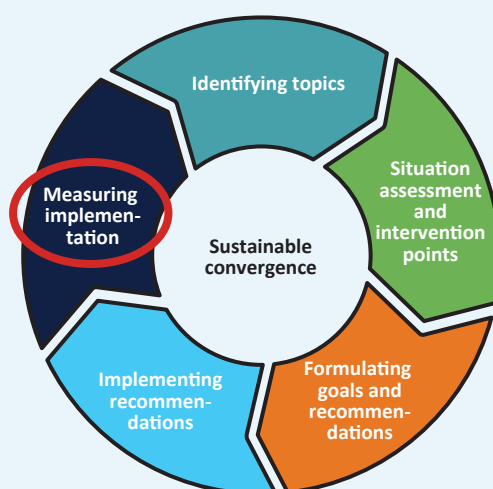 Identifying topics
Situation
assessment
and
intervention
points
Formulating
goals and
recommen-
dations
Implementing
recommen-
dations
Measuring
implemen-
tation
Sustainable
convergence